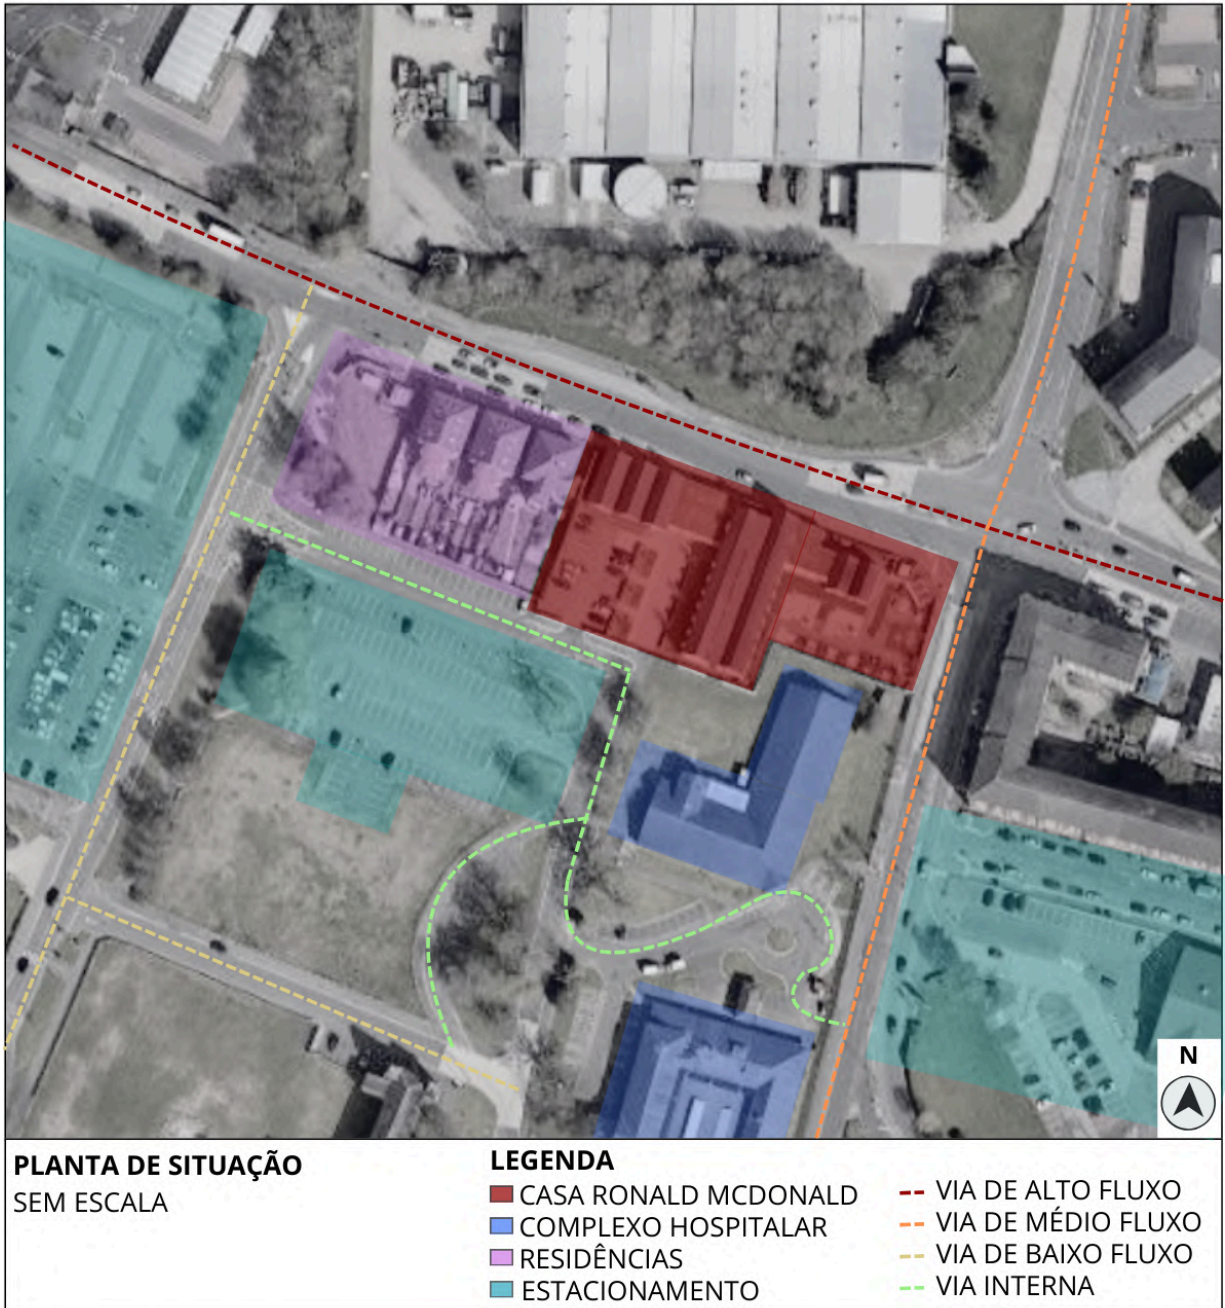 N
PLANTA DE SITUAÇÃO
SEM ESCALA
LEGENDA
CASA RONALD MCDONALD
COMPLEXO HOSPITALAR
RESIDÊNCIAS
ESTACIONAMENTO
VIA DE ALTO FLUXO
VIA DE MÉDIO FLUXO
VIA DE BAIXO FLUXO
VIA INTERNA